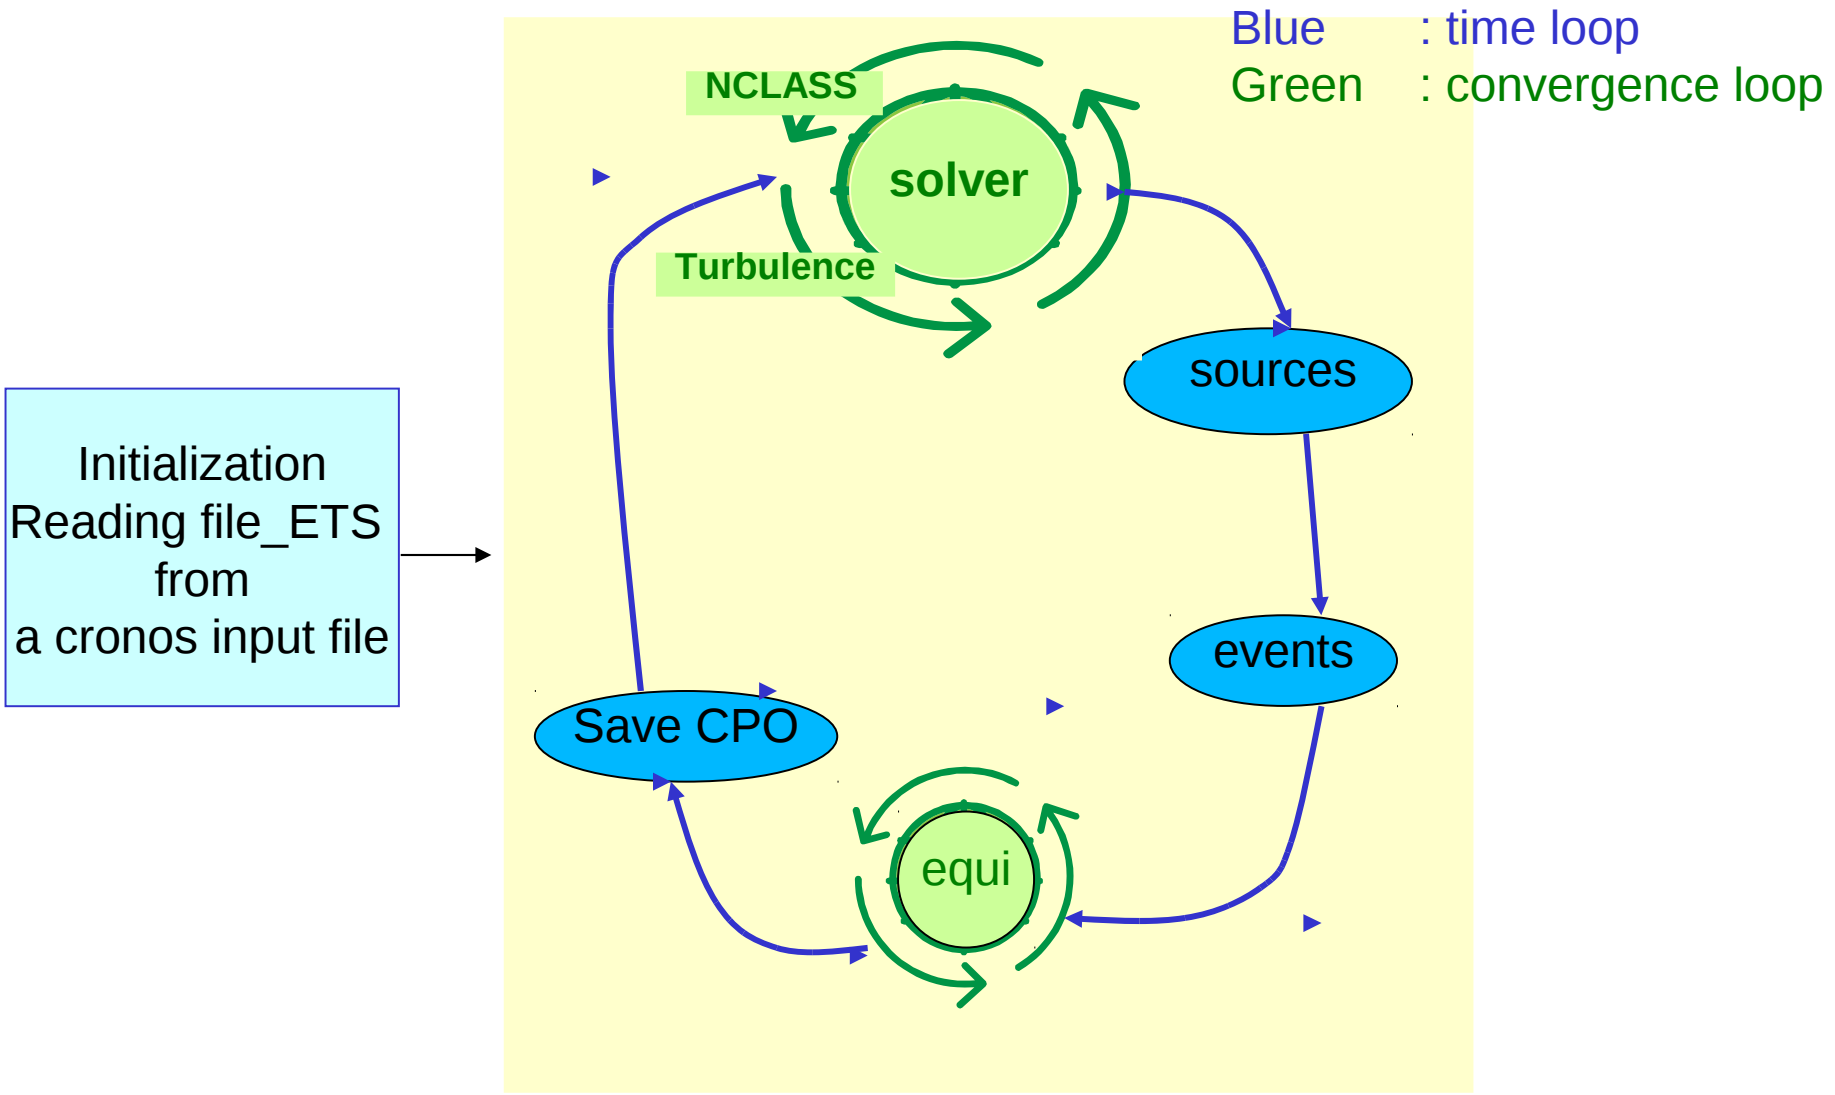 Blue : time loop
Green : convergence loop
NCLASS
solver
Turbulence
sources
Initialization
Reading file_ETS
from
a cronos input file
events
Save CPO
equi